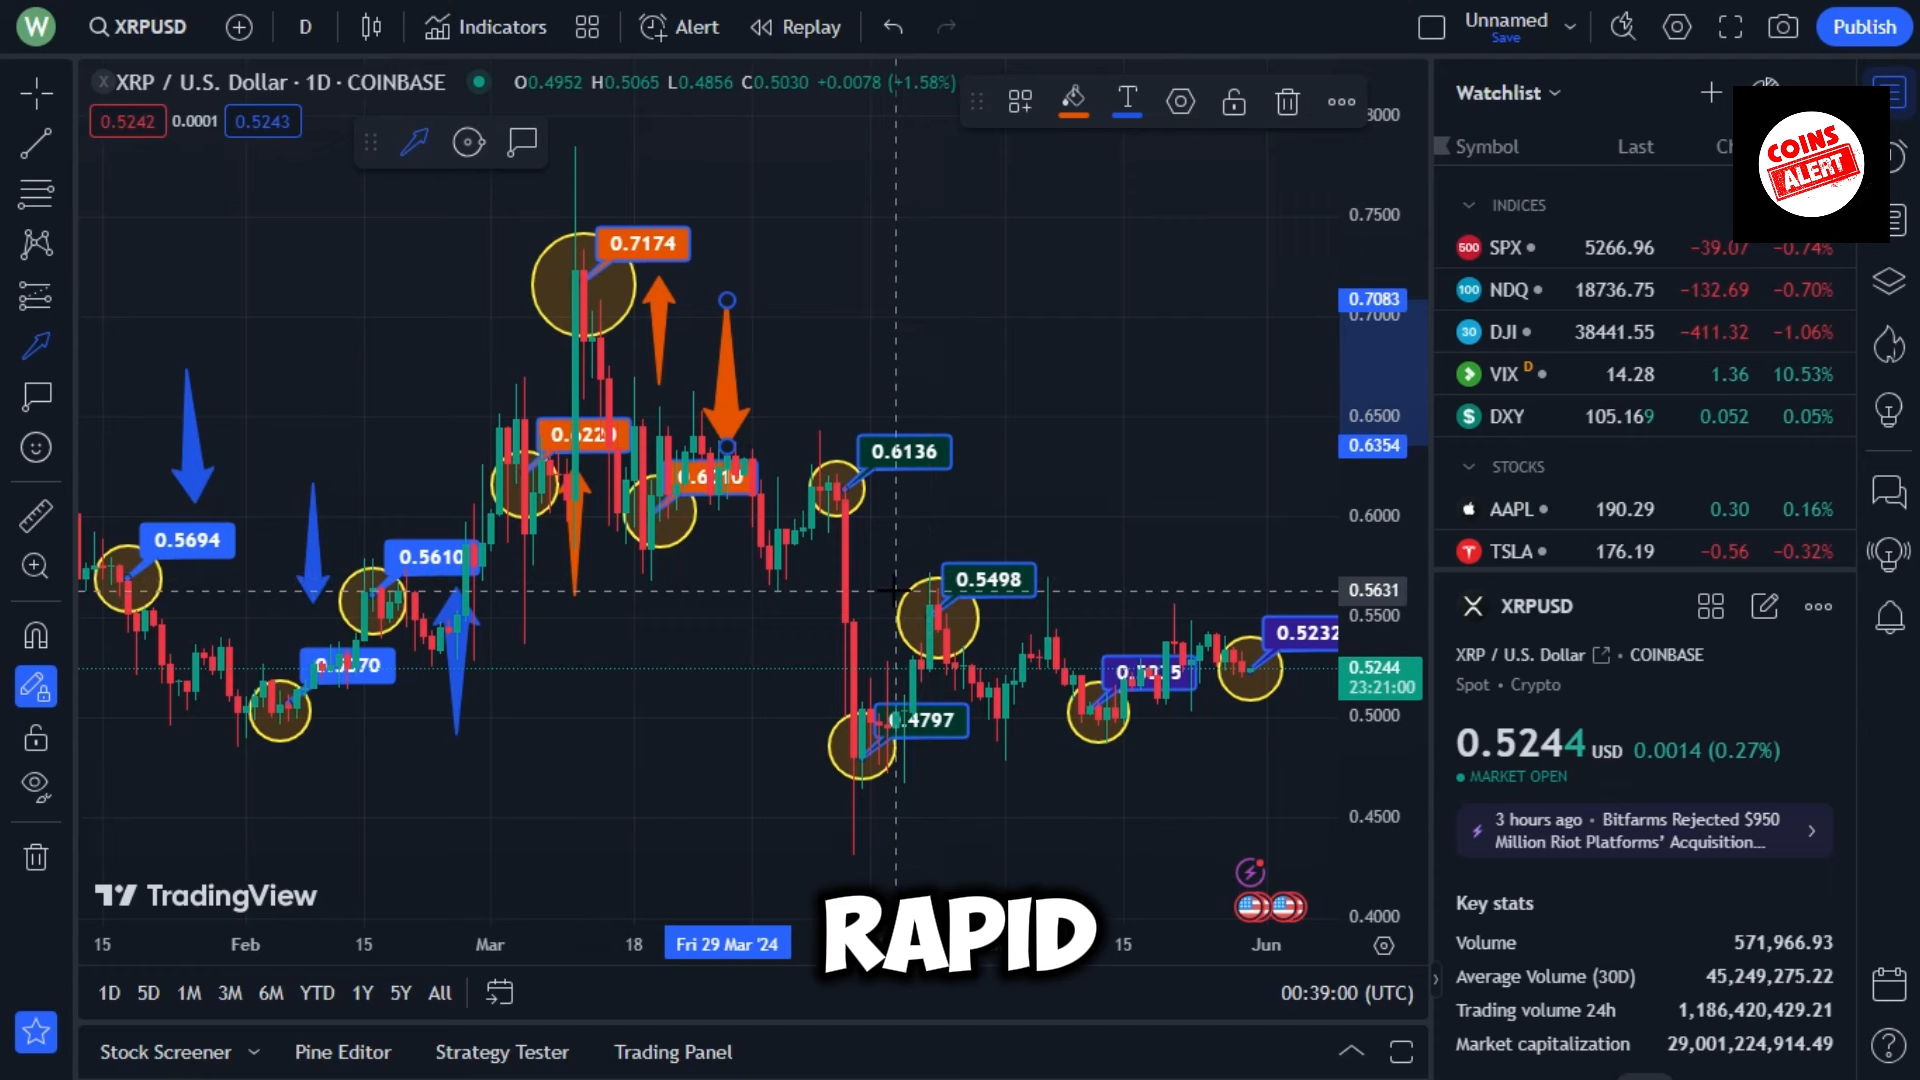 W
XRPUSD
D
Indicators
Alert
Replay
Unnamed
Save
Publish
XRP / U.S. Dollar · 1D · COINBASE
O0.4952 H0.5065 L0.4856 C0.5030 +0.0078 (+1.58%)
0.5242 0.0001 0.5243
T
0.7174
0.6136
0.5694
0.5610
0.5498
0.5232
0.4797
0.7500
0.7083
0.6500
0.6354
0.6000
0.5631
0.5500
0.5244
23:21:00
0.5000
0.4500
0.4000
TradingView
RAPID
15 Feb 15 Mar 18 Fri 29 Mar '24 15 Jun
1D 5D 1M 3M 6M YTD 1Y 5Y All
00:39:00 (UTC)
Stock Screener
Pine Editor
Strategy Tester
Trading Panel
Watchlist
COINS
ALERT
Symbol Last
INDICES
500 SPX 5266.96 −39.07 −0.74%
100 NDQ 18736.75 −132.69 −0.70%
30 DJI 38441.55 −411.32 −1.06%
VIX D 14.28 1.36 10.53%
$ DXY 105.169 0.052 0.05%
STOCKS
AAPL 190.29 0.30 0.16%
TSLA 176.19 −0.56 −0.32%
XRPUSD
XRP / U.S. Dollar · COINBASE
Spot · Crypto
0.5244 USD 0.0014 (0.27%)
MARKET OPEN
3 hours ago · Bitfarms Rejected $950
Million Riot Platforms' Acquisition...
Key stats
Volume 571,966.93
Average Volume (30D) 45,249,275.22
Trading volume 24h 1,186,420,429.21
Market capitalization 29,001,224,914.49